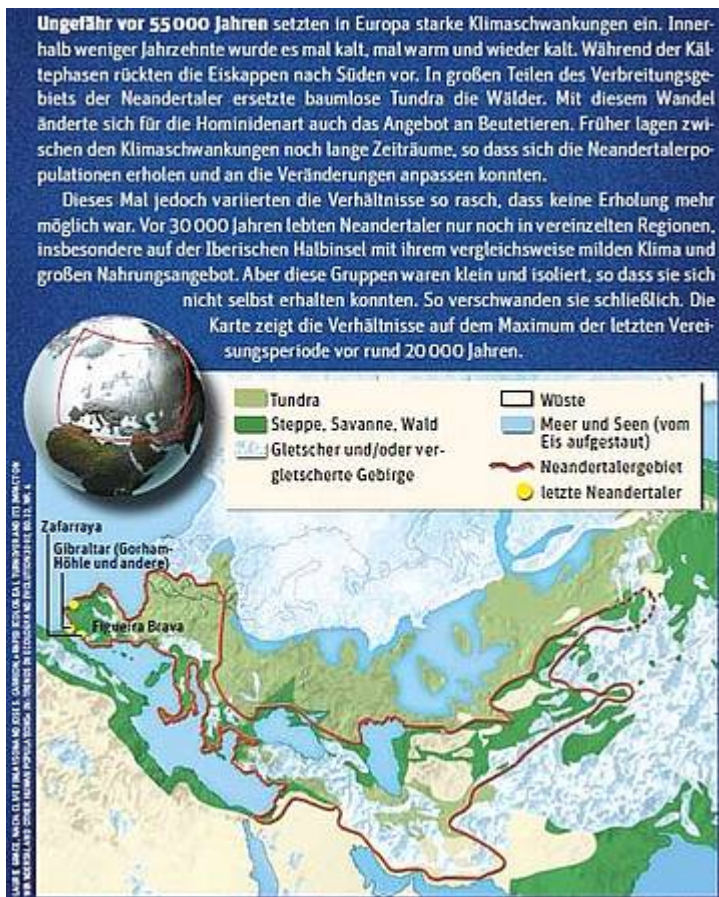 Ungefähr vor 55 000 Jahren setzten in Europa starke Klimaschwankungen ein. Inner-
halb weniger Jahrzehnte wurde es mal kalt, mal warm und wieder kalt. Während der Käl-
tephasen rückten die Eiskappen nach Süden vor. In großen Teilen des Verbreitungsge-
biets der Neandertaler ersetzte baumlose Tundra die Wälder. Mit diesem Wandel
änderte sich für die Hominidenart auch das Angebot an Beutetieren. Früher lagen zwi-
schen den Klimaschwankungen noch lange Zeiträume, so dass sich die Neandertalerpo-
pulationen erholen und an die Veränderungen anpassen konnten.
Dieses Mal jedoch variierten die Verhältnisse so rasch, dass keine Erholung mehr
möglich war. Vor 30 000 Jahren lebten Neandertaler nur noch in vereinzelten Regionen,
insbesondere auf der Iberischen Halbinsel mit ihrem vergleichsweise milden Klima und
großen Nahrungsangebot. Aber diese Gruppen waren klein und isoliert, so dass sie sich
nicht selbst erhalten konnten. So verschwanden sie schließlich. Die
Karte zeigt die Verhältnisse auf dem Maximum der letzten Verei-
sungsperiode vor rund 20 000 Jahren.
Tundra
Steppe, Savanne, Wald
Gletscher und/oder ver-
gletscherte Gebirge
Wüste
Meer und Seen (vom
Eis aufgestaut)
Neandertalergebiet
letzte Neandertaler
Zafarraya
Gibraltar (Gorham-
Höhle und andere)
Figueira Brava